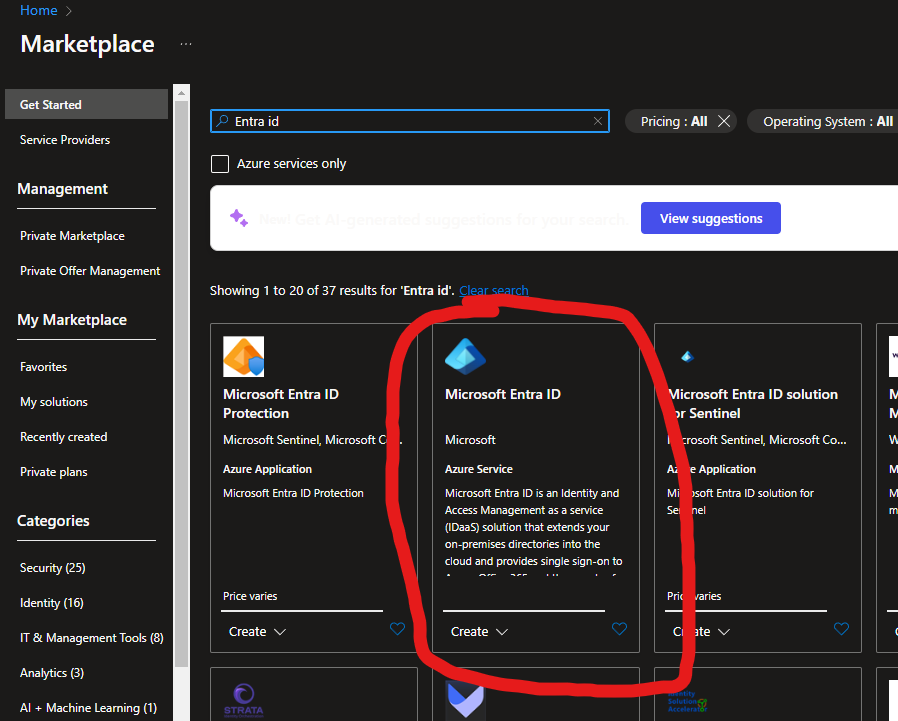 Home >
Marketplace ...
Get Started
Service Providers
Management
Private Marketplace
Private Offer Management
My Marketplace
Favorites
My solutions
Recently created
Private plans
Categories
Security (25)
Identity (16)
IT & Management Tools (8)
Analytics (3)
AI + Machine Learning (1)
Entra id
Pricing : All
Operating System : All
Azure services only
New! Get AI-generated suggestions for your search.
View suggestions
Showing 1 to 20 of 37 results for 'Entra id'. Clear search
Microsoft Entra ID
Protection
Microsoft Sentinel, Microsoft C...
Azure Application
Microsoft Entra ID Protection
Price varies
Create
Microsoft Entra ID
Microsoft
Azure Service
Microsoft Entra ID is an Identity and
Access Management as a service
(IDaaS) solution that extends your
on-premises directories into the
cloud and provides single sign-on to
Create
Microsoft Entra ID solution
for Sentinel
Microsoft Sentinel, Microsoft Co...
Azure Application
Microsoft Entra ID solution for
Sentinel
Price varies
Create
STRATA
Identity
Solution
Accelerator